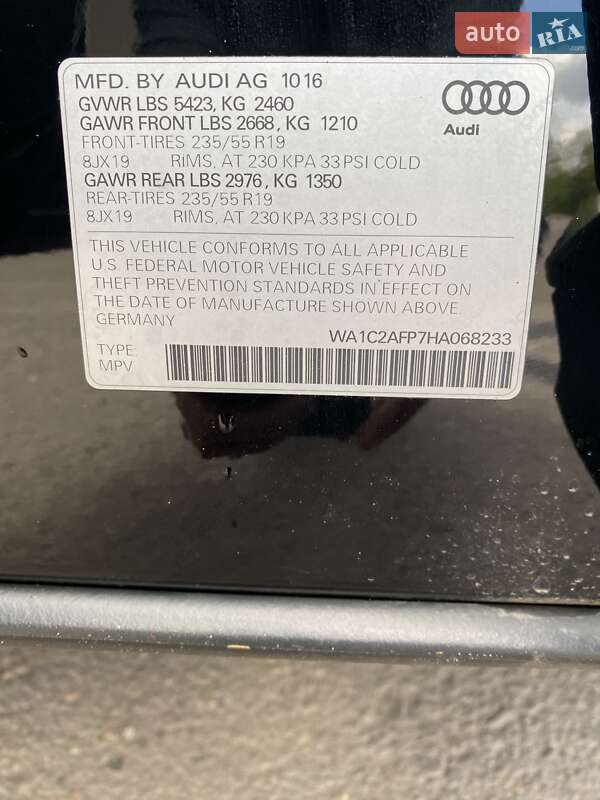 auto RIA.com
MFD. BY AUDI AG 10 16
GVWR LBS 5423, KG 2460
GAWR FRONT LBS 2668, KG 1210
FRONT-TIRES 235/55 R19
8JX19 RIMS, AT 230 KPA 33 PSI COLD
GAWR REAR LBS 2976, KG 1350
REAR-TIRES 235/55 R19
8JX19 RIMS, AT 230 KPA 33 PSI COLD
Audi
THIS VEHICLE CONFORMS TO ALL APPLICABLE
U.S. FEDERAL MOTOR VEHICLE SAFETY AND
THEFT PREVENTION STANDARDS IN EFFECT ON
THE DATE OF MANUFACTURE SHOWN ABOVE.
GERMANY
WA1C2AFP7HA068233
TYPE:
MPV